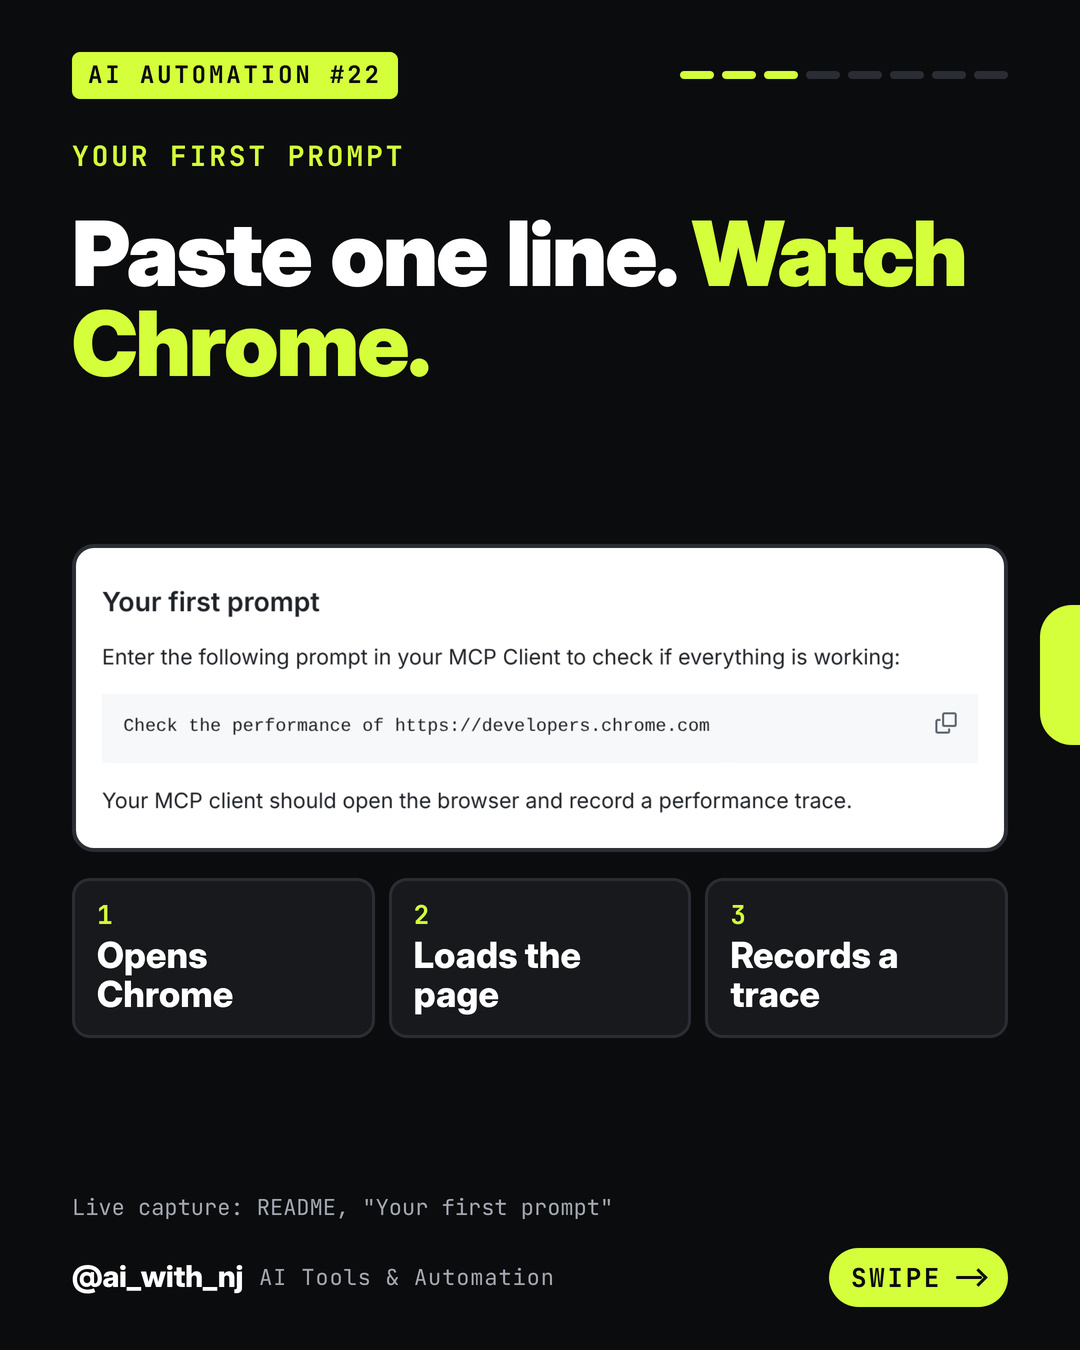 AI AUTOMATION #22
YOUR FIRST PROMPT
Paste one line. Watch
Chrome.
Your first prompt
Enter the following prompt in your MCP Client to check if everything is working:
Check the performance of https://developers.chrome.com
Your MCP client should open the browser and record a performance trace.
1
Opens
Chrome
2
Loads the
page
3
Records a
trace
Live capture: README, "Your first prompt"
@ai_with_nj AI Tools & Automation
SWIPE →